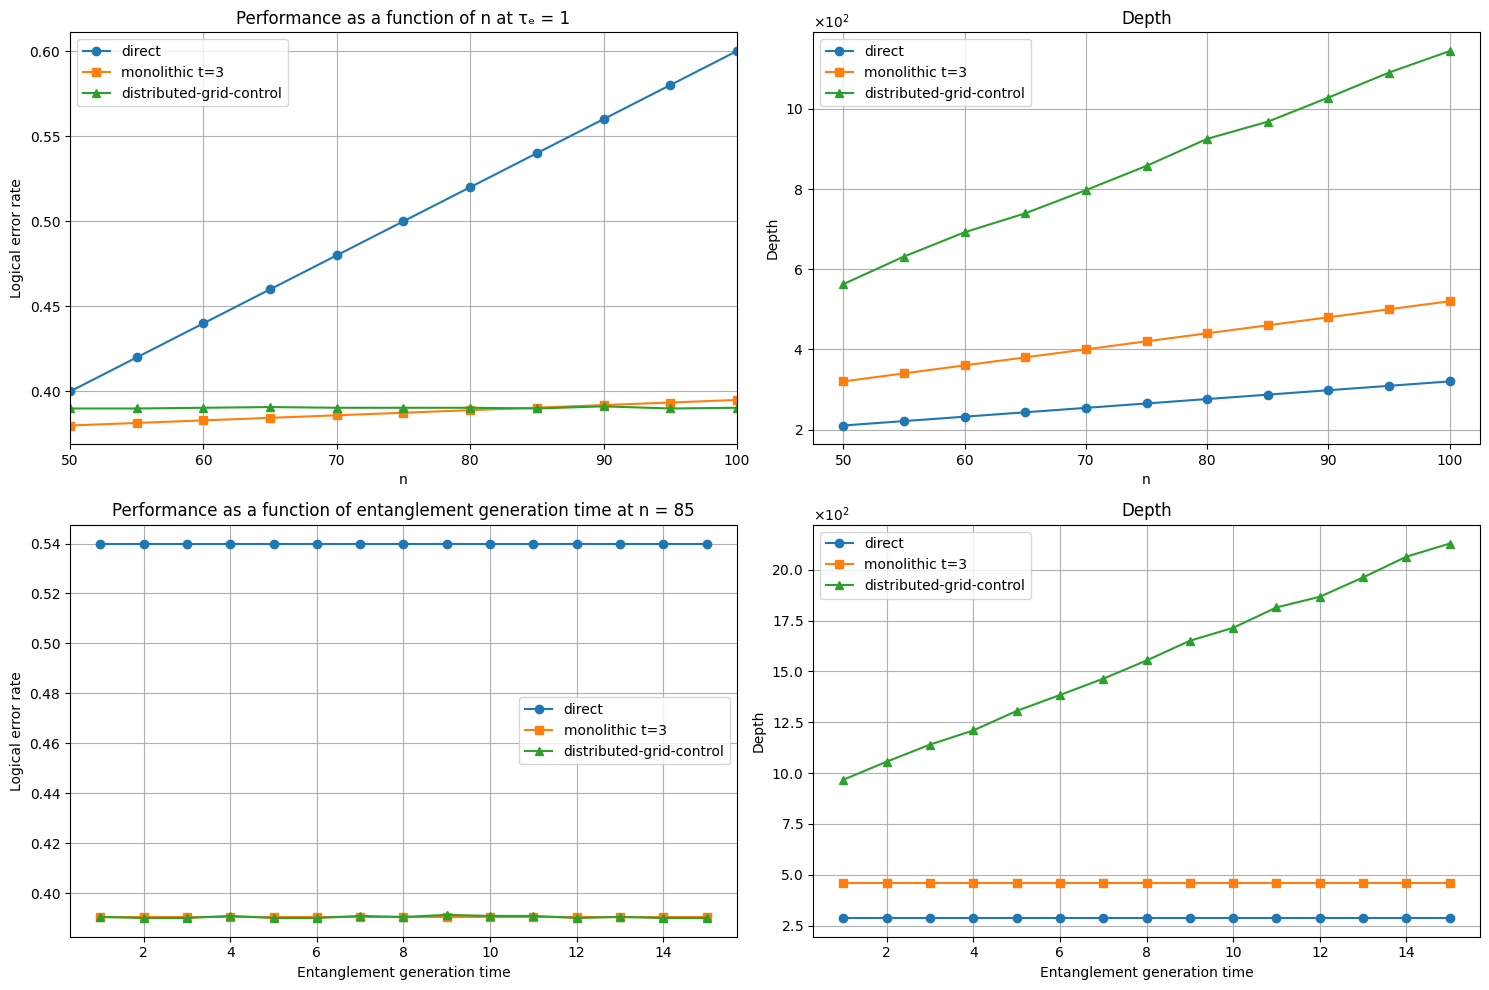 Performance as a function of n at τₑ = 1
direct
monolithic t=3
distributed-grid-control
0.60
0.55
0.50
0.45
0.40
Logical error rate
50
60
70
80
90
100
n
Depth
×10²
direct
monolithic t=3
distributed-grid-control
10
8
6
4
2
Depth
50
60
70
80
90
100
n
Performance as a function of entanglement generation time at n = 85
direct
monolithic t=3
distributed-grid-control
0.54
0.52
0.50
0.48
0.46
0.44
0.42
0.40
Logical error rate
2
4
6
8
10
12
14
Entanglement generation time
Depth
×10²
direct
monolithic t=3
distributed-grid-control
20.0
17.5
15.0
12.5
10.0
7.5
5.0
2.5
Depth
2
4
6
8
10
12
14
Entanglement generation time